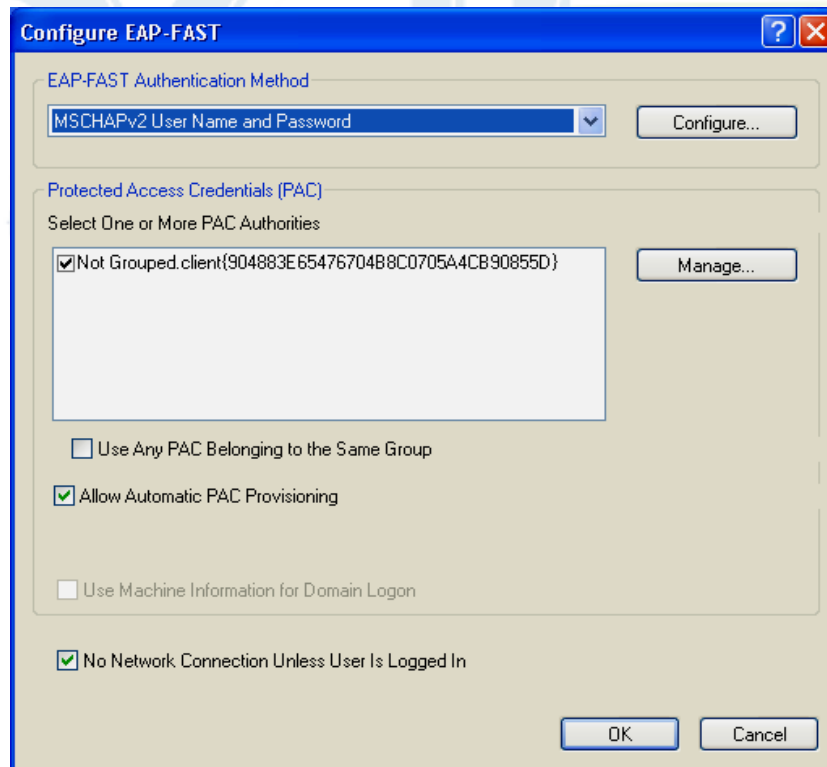 Configure EAP-FAST
EAP-FAST Authentication Method
MSCHAPv2 User Name and Password
Configure...
Protected Access Credentials (PAC)
Select One or More PAC Authorities
Not Grouped.client{904883E65476704B8C0705A4CB90855D}
Manage...
Use Any PAC Belonging to the Same Group
Allow Automatic PAC Provisioning
Use Machine Information for Domain Logon
No Network Connection Unless User Is Logged In
OK
Cancel